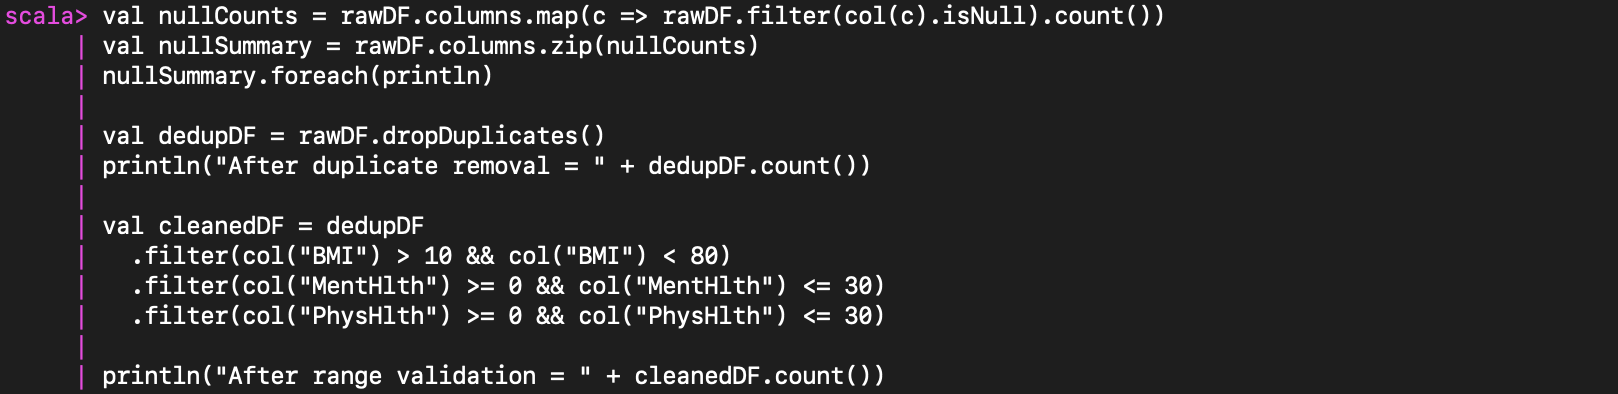 scala> val nullCounts = rawDF.columns.map(c => rawDF.filter(col(c).isNull).count())
     | val nullSummary = rawDF.columns.zip(nullCounts)
     | nullSummary.foreach(println)
     |
     | val dedupDF = rawDF.dropDuplicates()
     | println("After duplicate removal = " + dedupDF.count())
     |
     | val cleanedDF = dedupDF
     |   .filter(col("BMI") > 10 && col("BMI") < 80)
     |   .filter(col("MentHlth") >= 0 && col("MentHlth") <= 30)
     |   .filter(col("PhysHlth") >= 0 && col("PhysHlth") <= 30)
     |
     | println("After range validation = " + cleanedDF.count())